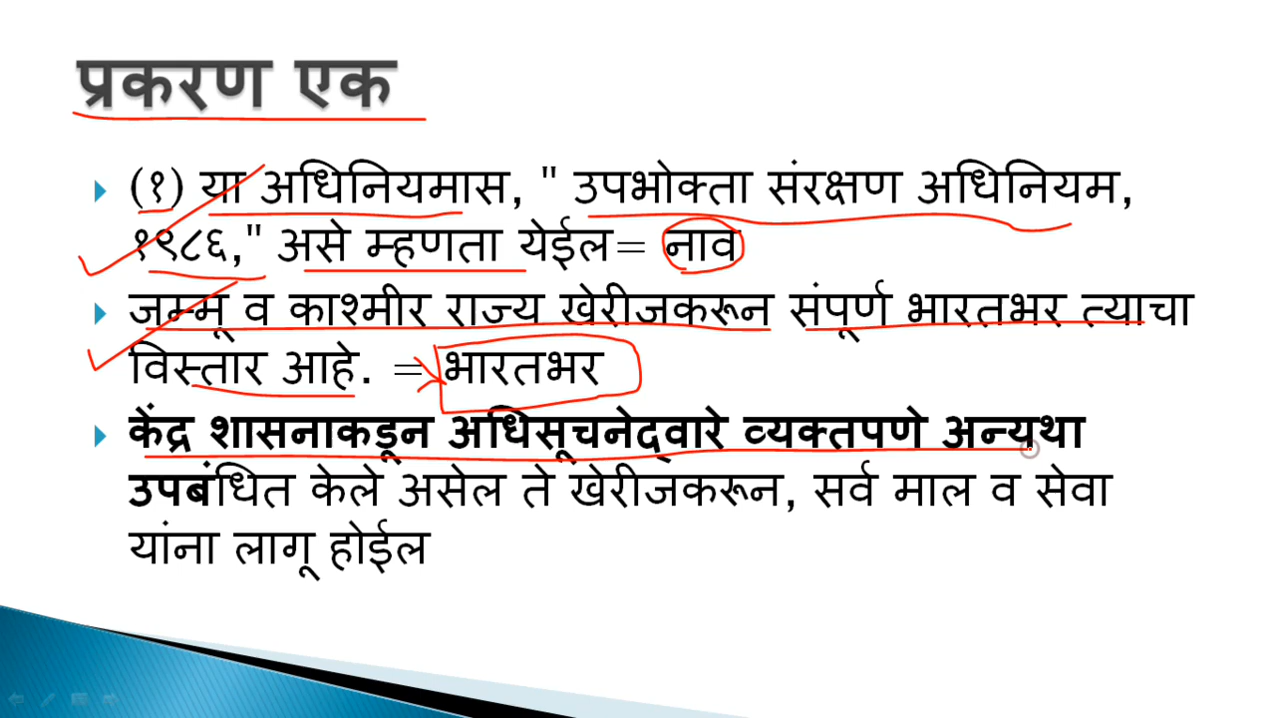 प्रकरण एक
(१) या अधिनियमास, " उपभोक्ता संरक्षण अधिनियम,
१९८६," असे म्हणता येईल= नाव
जम्मू व काश्मीर राज्य खेरीजकरून संपूर्ण भारतभर त्याचा
विस्तार आहे. = भारतभर
केंद्र शासनाकडून अधिसूचनेद्वारे व्यक्तपणे अन्यथा
उपबंधित केले असेल ते खेरीजकरून, सर्व माल व सेवा
यांना लागू होईल